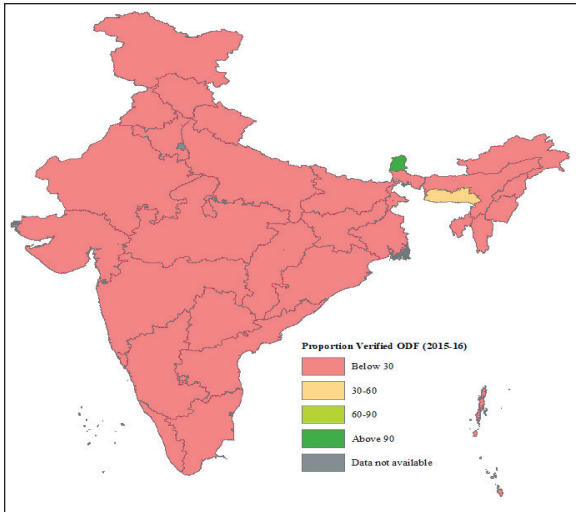 Proportion Verified ODF (2015-16)
Below 30
30-60
60-90
Above 90
Data not available